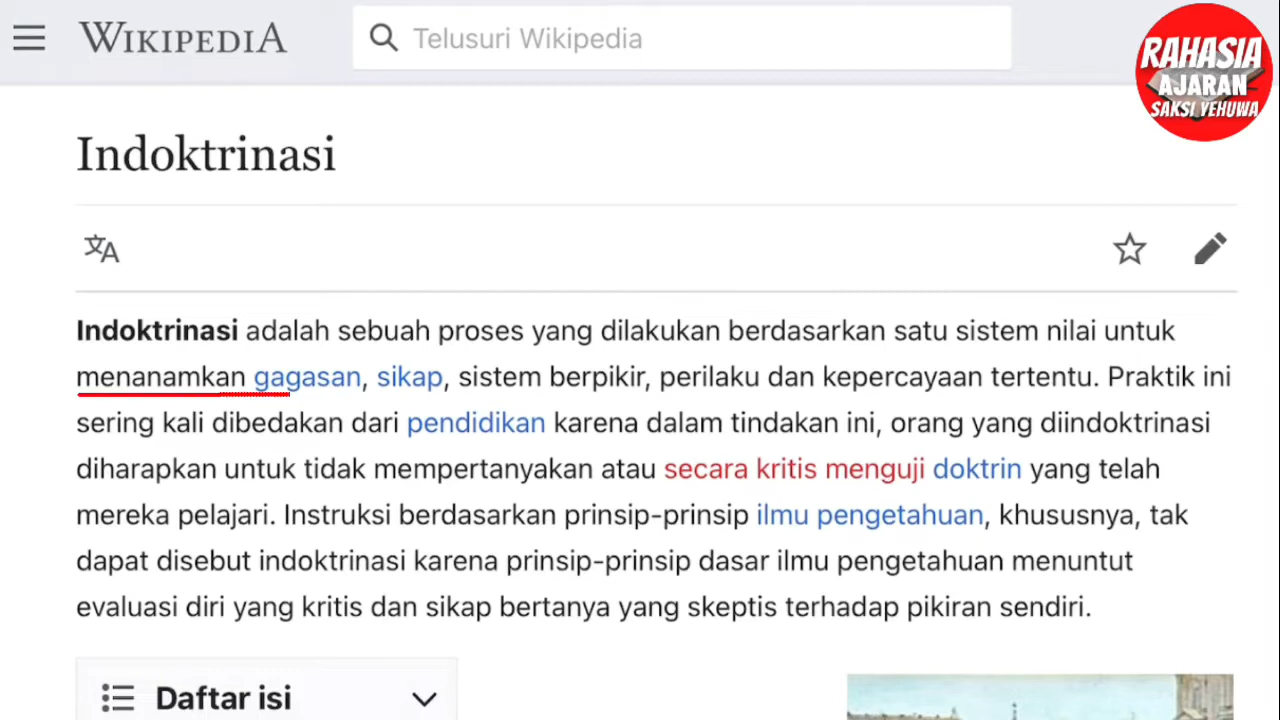 WIKIPEDIA
Telusuri Wikipedia
RAHASIA
AJARAN
SAKSI YEHUWA
Indoktrinasi
文A
Indoktrinasi adalah sebuah proses yang dilakukan berdasarkan satu sistem nilai untuk
menanamkan gagasan, sikap, sistem berpikir, perilaku dan kepercayaan tertentu. Praktik ini
sering kali dibedakan dari pendidikan karena dalam tindakan ini, orang yang diindoktrinasi
diharapkan untuk tidak mempertanyakan atau secara kritis menguji doktrin yang telah
mereka pelajari. Instruksi berdasarkan prinsip-prinsip ilmu pengetahuan, khususnya, tak
dapat disebut indoktrinasi karena prinsip-prinsip dasar ilmu pengetahuan menuntut
evaluasi diri yang kritis dan sikap bertanya yang skeptis terhadap pikiran sendiri.
Daftar isi